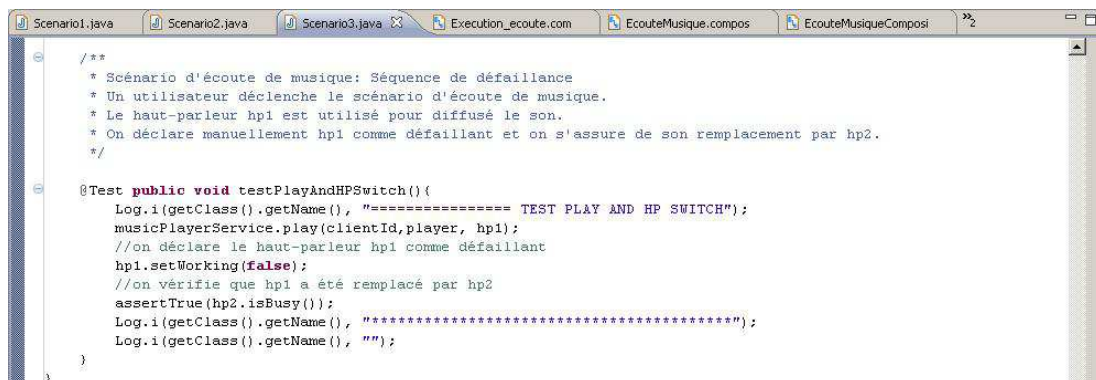 Scenario1.java Scenario2.java Scenario3.java Execution_ecoute.com EcouteMusique.compos EcouteMusiqueComposi »2
/**
* Scénario d'écoute de musique: Séquence de défaillance
* Un utilisateur déclenche le scénario d'écoute de musique.
* Le haut-parleur hp1 est utilisé pour diffusé le son.
* On déclare manuellement hp1 comme défaillant et on s'assure de son remplacement par hp2.
*/
@Test public void testPlayAndHPSwitch(){
Log.i(getClass().getName(), "================ TEST PLAY AND HP SWITCH");
musicPlayerService.play(clientId,player, hp1);
//on déclare le haut-parleur hp1 comme défaillant
hp1.setWorking(false);
//on vérifie que hp1 a été remplacé par hp2
assertTrue(hp2.isBusy());
Log.i(getClass().getName(), "*****************************************");
Log.i(getClass().getName(), "");
}
}